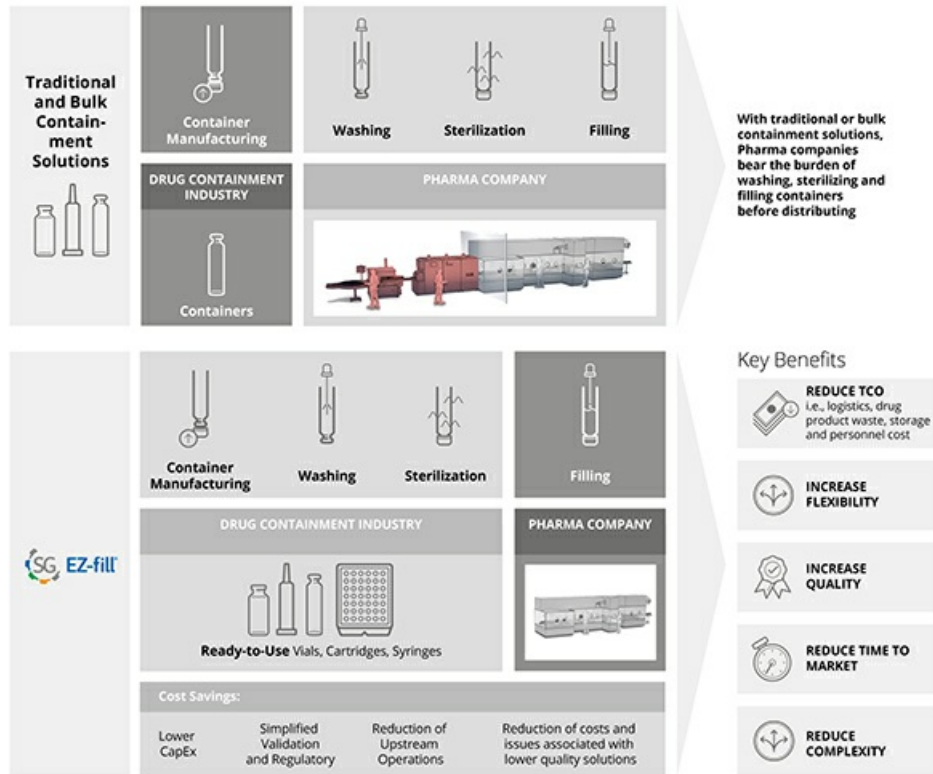 Traditional
and Bulk
Contain-
ment
Solutions
Container
Manufacturing
Washing
Sterilization
Filling
DRUG CONTAINMENT
INDUSTRY
PHARMA COMPANY
Containers
With traditional or bulk
containment solutions,
Pharma companies
bear the burden of
washing, sterilizing and
filling containers
before distributing
SG EZ-fill®
Container
Manufacturing
Washing
Sterilization
Filling
DRUG CONTAINMENT INDUSTRY
PHARMA COMPANY
Ready-to-Use Vials, Cartridges, Syringes
Cost Savings:
Lower
CapEx
Simplified
Validation
and Regulatory
Reduction of
Upstream
Operations
Reduction of costs and
issues associated with
lower quality solutions
Key Benefits
REDUCE TCO
i.e., logistics, drug
product waste, storage
and personnel cost
INCREASE
FLEXIBILITY
INCREASE
QUALITY
REDUCE TIME TO
MARKET
REDUCE
COMPLEXITY